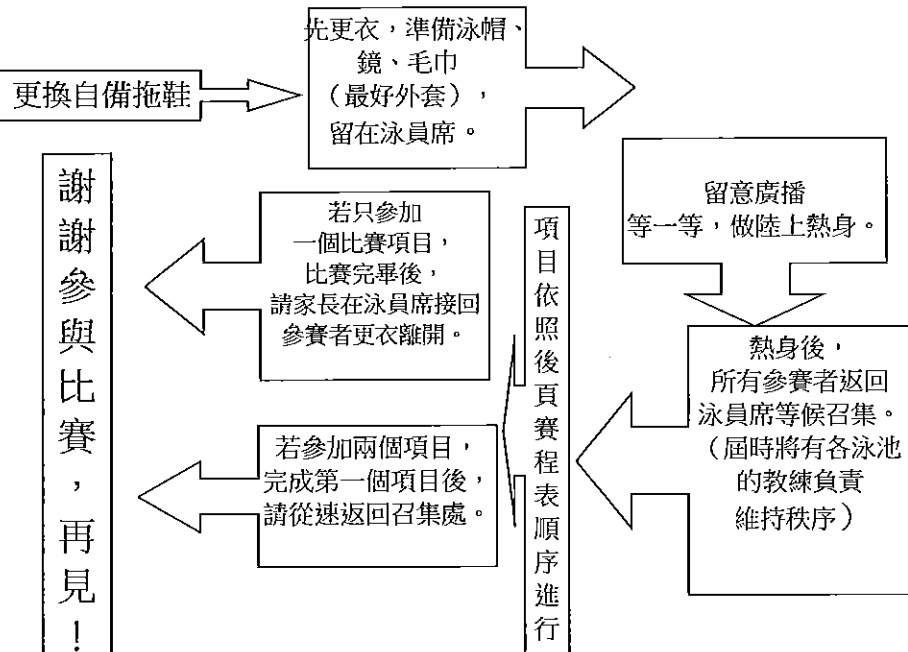 更換自備拖鞋
先更衣，準備泳帽、
鏡、毛巾
（最好外套），
留在泳員席。
留意廣播
等一等，做陸上熱身。
熱身後，
所有參賽者返回
泳員席等候召集。
（屆時將有各泳池
的教練負責
維持秩序）
項目依照後頁賽程表順序進行
若只參加
一個比賽項目，
比賽完畢後，
請家長在泳員席接回
參賽者更衣離開。
若參加兩個項目，
完成第一個項目後，
請從速返回召集處。
謝謝參與比賽，再見！